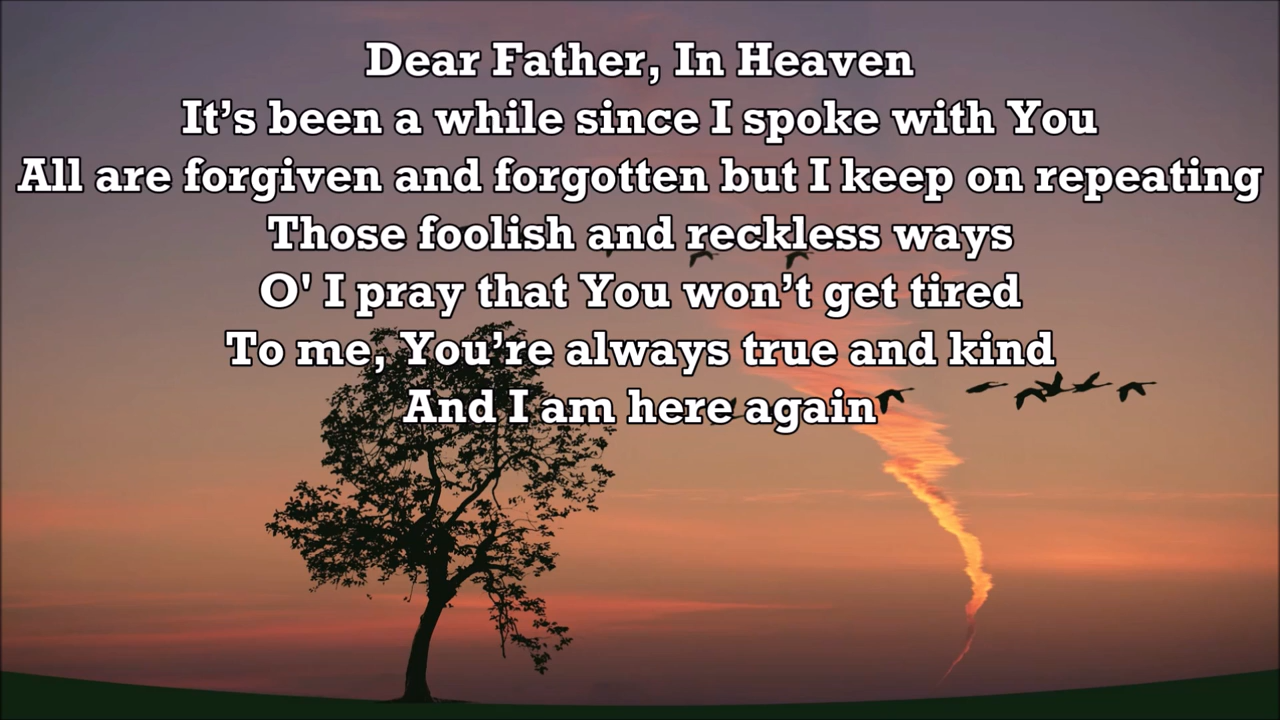 Dear Father, In Heaven
It’s been a while since I spoke with You
All are forgiven and forgotten but I keep on repeating
Those foolish and reckless ways
O' I pray that You won’t get tired
To me, You’re always true and kind
And I am here again